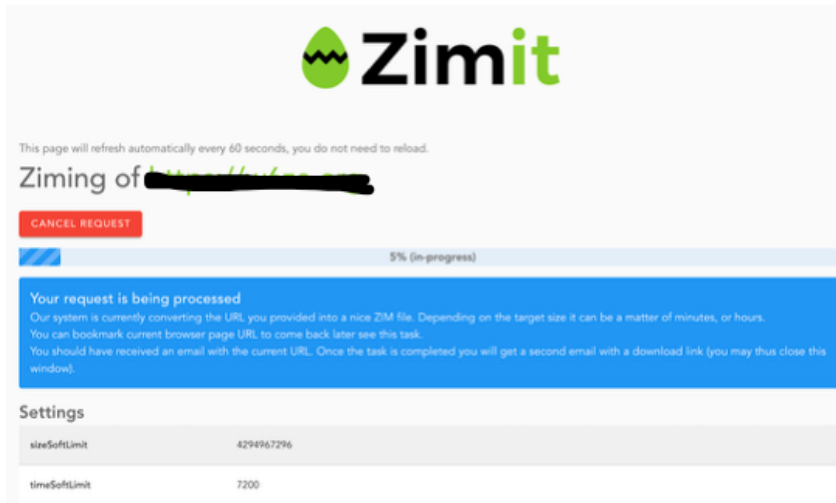 Zimit
This page will refresh automatically every 60 seconds, you do not need to reload.
Ziming of
CANCEL REQUEST
5% (in-progress)
Your request is being processed
Our system is currently converting the URL you provided into a nice ZIM file. Depending on the target size it can be a matter of minutes, or hours.
You can bookmark current browser page URL to come back later see this task.
You should have received an email with the current URL. Once the task is completed you will get a second email with a download link (you may thus close this
window).
Settings
sizeSoftLimit 4294967296
timeSoftLimit 7200